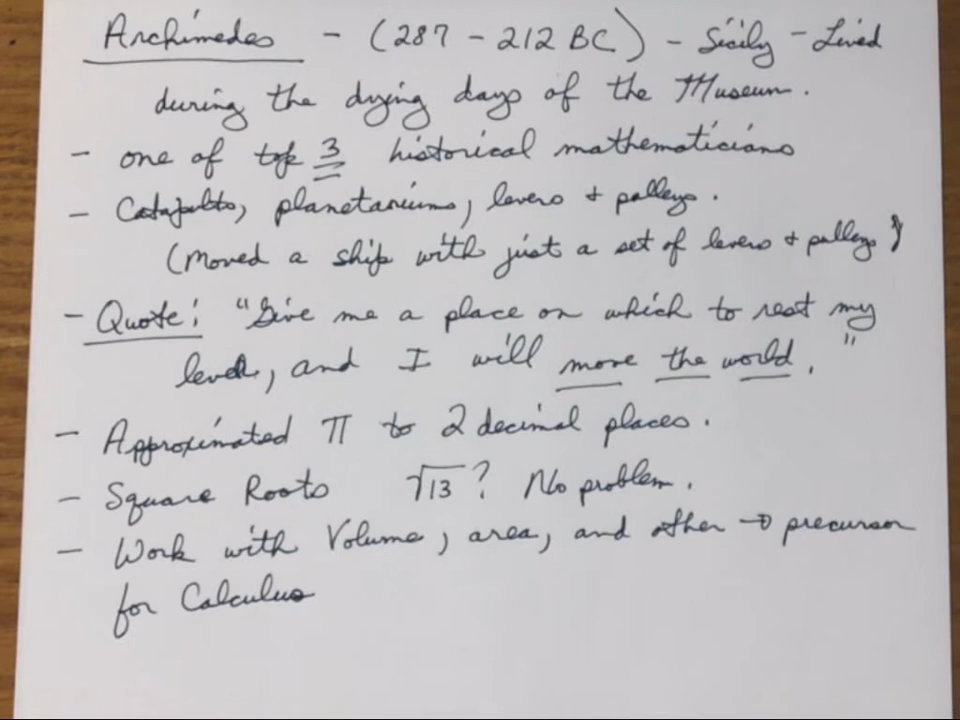 Archimedes - (287 - 212 BC) - Sicily - Lived
during the dying days of the Museum.
- one of top 3 historical mathematicians
- Catapults, planetariums, levers + pulleys.
(Moved a ship with just a set of levers + pulleys)
- Quote: "Give me a place on which to rest my
lever, and I will move the world."
- Approximated π to 2 decimal places.
- Square Roots √13? No problem.
- Work with Volume, area, and other → precursor
for Calculus